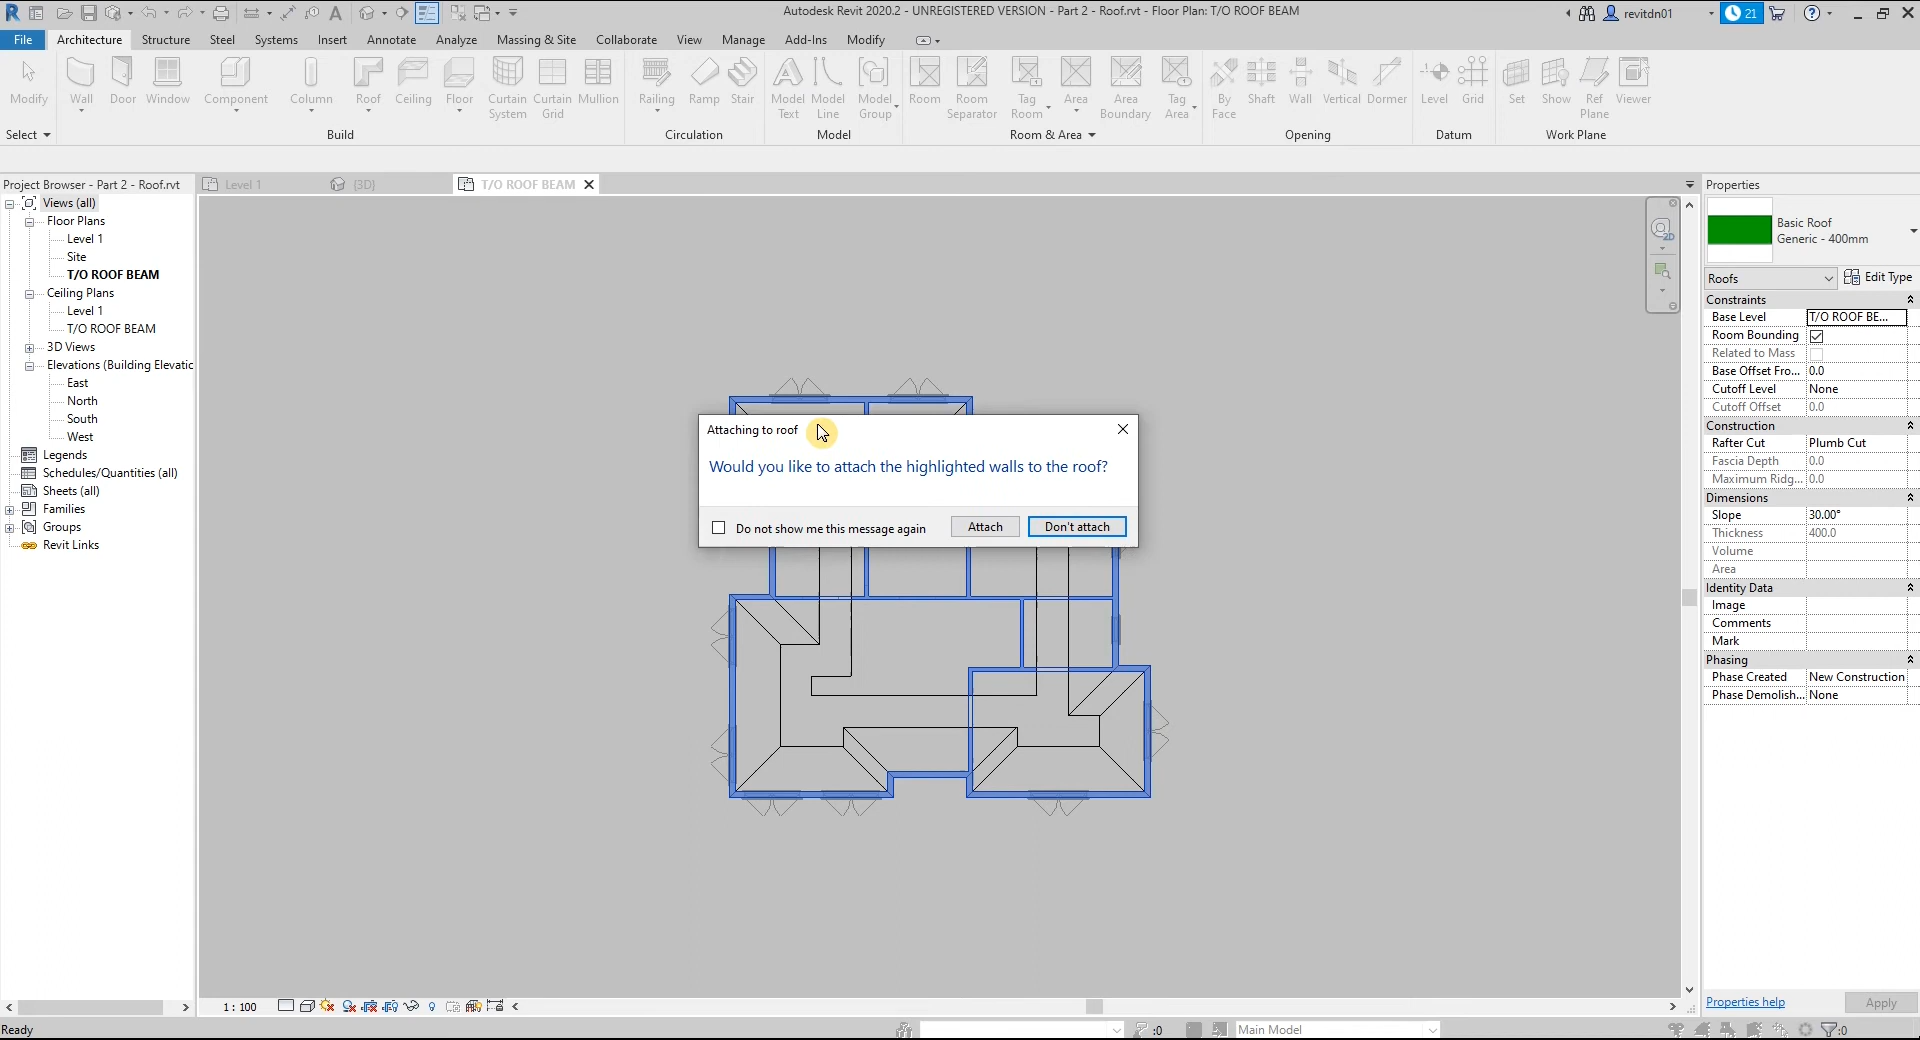 Autodesk Revit 2020.2 - UNREGISTERED VERSION - Part 2 - Roof.rvt - Floor Plan: T/O ROOF BEAM
revitdn01
21
File Architecture Structure Steel Systems Insert Annotate Analyze Massing & Site Collaborate View Manage Add-Ins Modify
Modify Wall Door Window Component Column Roof Ceiling Floor Curtain System Curtain Grid Mullion Railing Ramp Stair Model Text Model Line Model Group Room Room Separator Tag Room Area Area Boundary Tag Area By Face Shaft Wall Vertical Dormer Level Grid Set Show Ref Plane Viewer
Select Build Circulation Model Room & Area Opening Datum Work Plane
Project Browser - Part 2 - Roof.rvt
Views (all)
Floor Plans
Level 1
Site
T/O ROOF BEAM
Ceiling Plans
Level 1
T/O ROOF BEAM
3D Views
Elevations (Building Elevatic
East
North
South
West
Legends
Schedules/Quantities (all)
Sheets (all)
Families
Groups
Revit Links
Level 1 {3D} T/O ROOF BEAM
2D
Attaching to roof
Would you like to attach the highlighted walls to the roof?
Do not show me this message again
Attach
Don't attach
Properties
Basic Roof
Generic - 400mm
Roofs
Edit Type
Constraints
Base Level T/O ROOF BE...
Room Bounding
Related to Mass
Base Offset Fro... 0.0
Cutoff Level None
Cutoff Offset 0.0
Construction
Rafter Cut Plumb Cut
Fascia Depth 0.0
Maximum Ridg... 0.0
Dimensions
Slope 30.00°
Thickness 400.0
Volume
Area
Identity Data
Image
Comments
Mark
Phasing
Phase Created New Construction
Phase Demolish... None
Properties help
Apply
1 : 100
Ready
:0
Main Model
:0